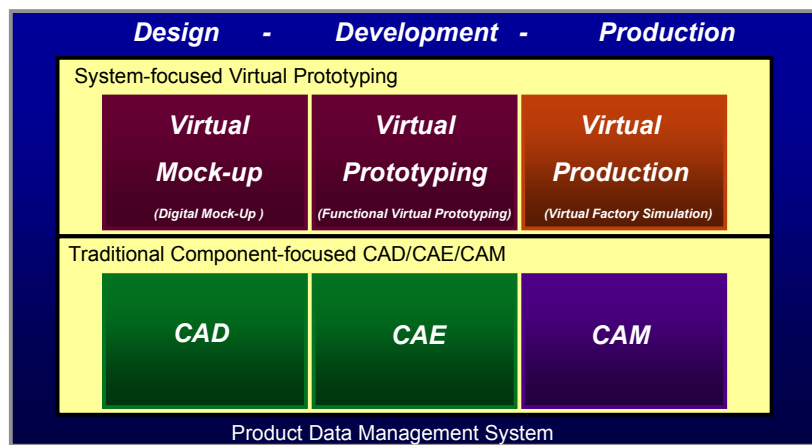 Design - Development - Production
System-focused Virtual Prototyping
Virtual Mock-up
(Digital Mock-Up )
Virtual Prototyping
(Functional Virtual Prototyping)
Virtual Production
(Virtual Factory Simulation)
Traditional Component-focused CAD/CAE/CAM
CAD
CAE
CAM
Product Data Management System